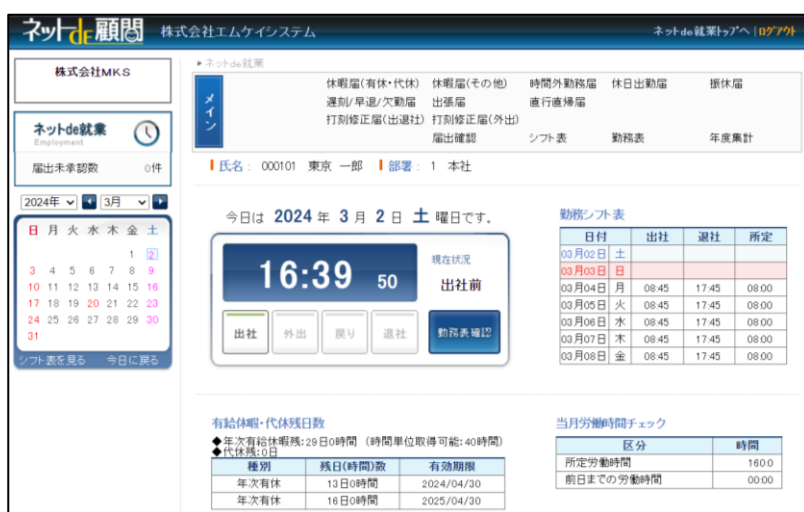 ネットde顧問 株式会社エムケイシステム ネットde就業トップへ | ログアウト
株式会社MKS
ネットde就業
Employment
届出未承認数 0件
2024年 3月
日 月 火 水 木 金 土
1 2
3 4 5 6 7 8 9
10 11 12 13 14 15 16
17 18 19 20 21 22 23
24 25 26 27 28 29 30
31
シフト表を見る 今日に戻る
ネットde就業
メイン
休暇届(有休・代休) 休暇届(その他) 時間外勤務届 休日出勤届 振休届
遅刻/早退/欠勤届 出張届 直行直帰届
打刻修正届(出退社) 打刻修正届(外出)
届出確認 シフト表 勤務表 年度集計
氏名: 000101 東京 一郎 部署: 1 本社
今日は 2024 年 3 月 2 日 土 曜日です。
16:39 50
現在状況
出社前
出社 外出 戻り 退社 勤務表確認
勤務シフト表
日付 出社 退社 所定
03月02日 土
03月03日 日
03月04日 月 08:45 17:45 08:00
03月05日 火 08:45 17:45 08:00
03月06日 水 08:45 17:45 08:00
03月07日 木 08:45 17:45 08:00
03月08日 金 08:45 17:45 08:00
有給休暇・代休残日数
◆年次有給休暇残:29日0時間 (時間単位取得可能:40時間)
◆代休残:0日
種別 残日(時間)数 有効期限
年次有休 13日0時間 2024/04/30
年次有休 16日0時間 2025/04/30
当月労働時間チェック
区分 時間
所定労働時間 160:0
前日までの労働時間 00:00